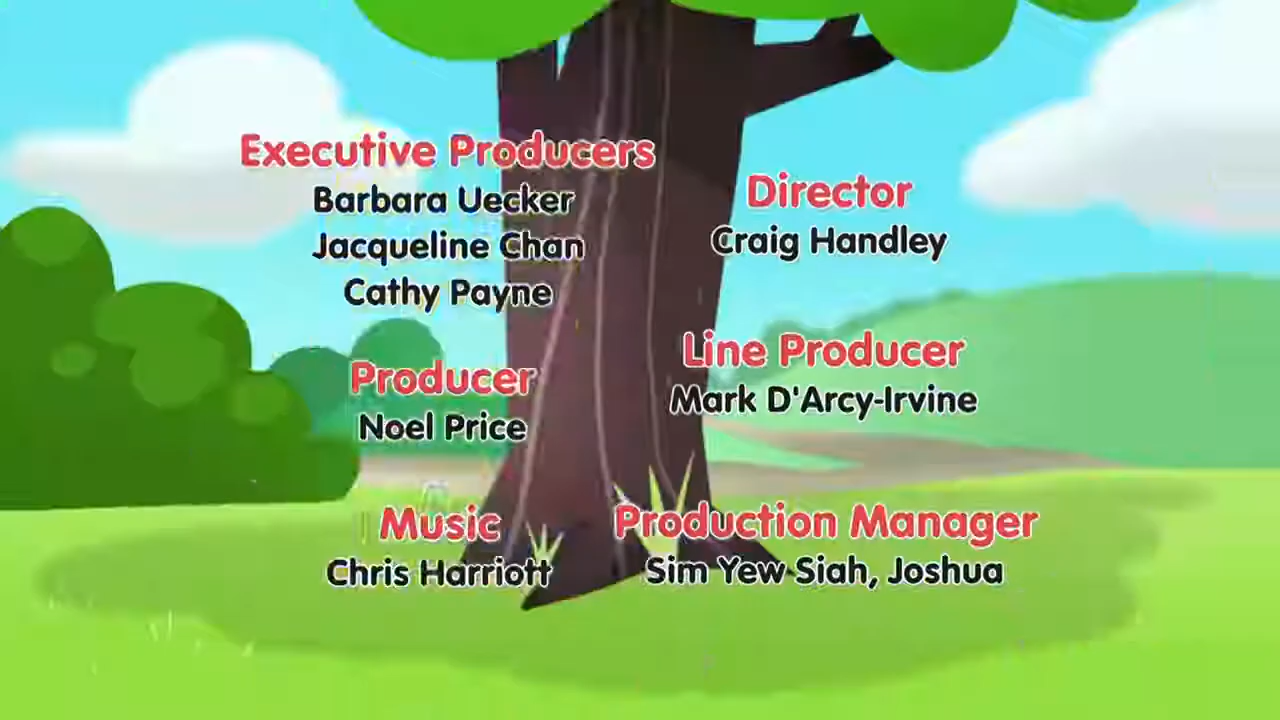 Executive Producers
Barbara Uecker
Jacqueline Chan
Cathy Payne
Producer
Noel Price
Music
Chris Harriott
Director
Craig Handley
Line Producer
Mark D'Arcy-Irvine
Production Manager
Sim Yew Siah, Joshua